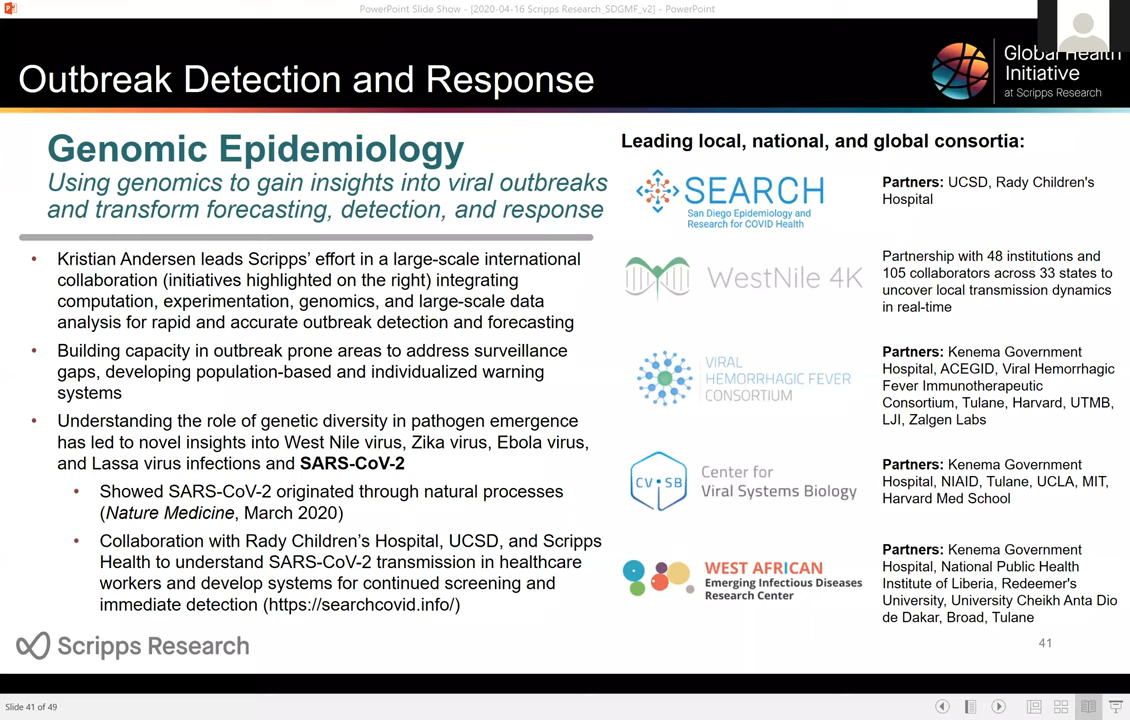 PowerPoint Slide Show - [2020-04-16 Scripps Research_SDGMF_v2] - PowerPoint
Outbreak Detection and Response
Global Health
Initiative
at Scripps Research
Genomic Epidemiology
Using genomics to gain insights into viral outbreaks
and transform forecasting, detection, and response
• Kristian Andersen leads Scripps’ effort in a large-scale international
collaboration (initiatives highlighted on the right) integrating
computation, experimentation, genomics, and large-scale data
analysis for rapid and accurate outbreak detection and forecasting
• Building capacity in outbreak prone areas to address surveillance
gaps, developing population-based and individualized warning
systems
• Understanding the role of genetic diversity in pathogen emergence
has led to novel insights into West Nile virus, Zika virus, Ebola virus,
and Lassa virus infections and SARS-CoV-2
• Showed SARS-CoV-2 originated through natural processes
(Nature Medicine, March 2020)
• Collaboration with Rady Children’s Hospital, UCSD, and Scripps
Health to understand SARS-CoV-2 transmission in healthcare
workers and develop systems for continued screening and
immediate detection (https://searchcovid.info/)
Leading local, national, and global consortia:
SEARCH
San Diego Epidemiology and
Research for COVID Health
Partners: UCSD, Rady Children's
Hospital
WestNile 4K
Partnership with 48 institutions and
105 collaborators across 33 states to
uncover local transmission dynamics
in real-time
VIRAL
HEMORRHAGIC FEVER
CONSORTIUM
Partners: Kenema Government
Hospital, ACEGID, Viral Hemorrhagic
Fever Immunotherapeutic
Consortium, Tulane, Harvard, UTMB,
LJI, Zalgen Labs
CV SB
Center for
Viral Systems Biology
Partners: Kenema Government
Hospital, NIAID, Tulane, UCLA, MIT,
Harvard Med School
WEST AFRICAN
Emerging Infectious Diseases
Research Center
Partners: Kenema Government
Hospital, National Public Health
Institute of Liberia, Redeemer's
University, University Cheikh Anta Dio
de Dakar, Broad, Tulane
Scripps Research
41
Slide 41 of 49